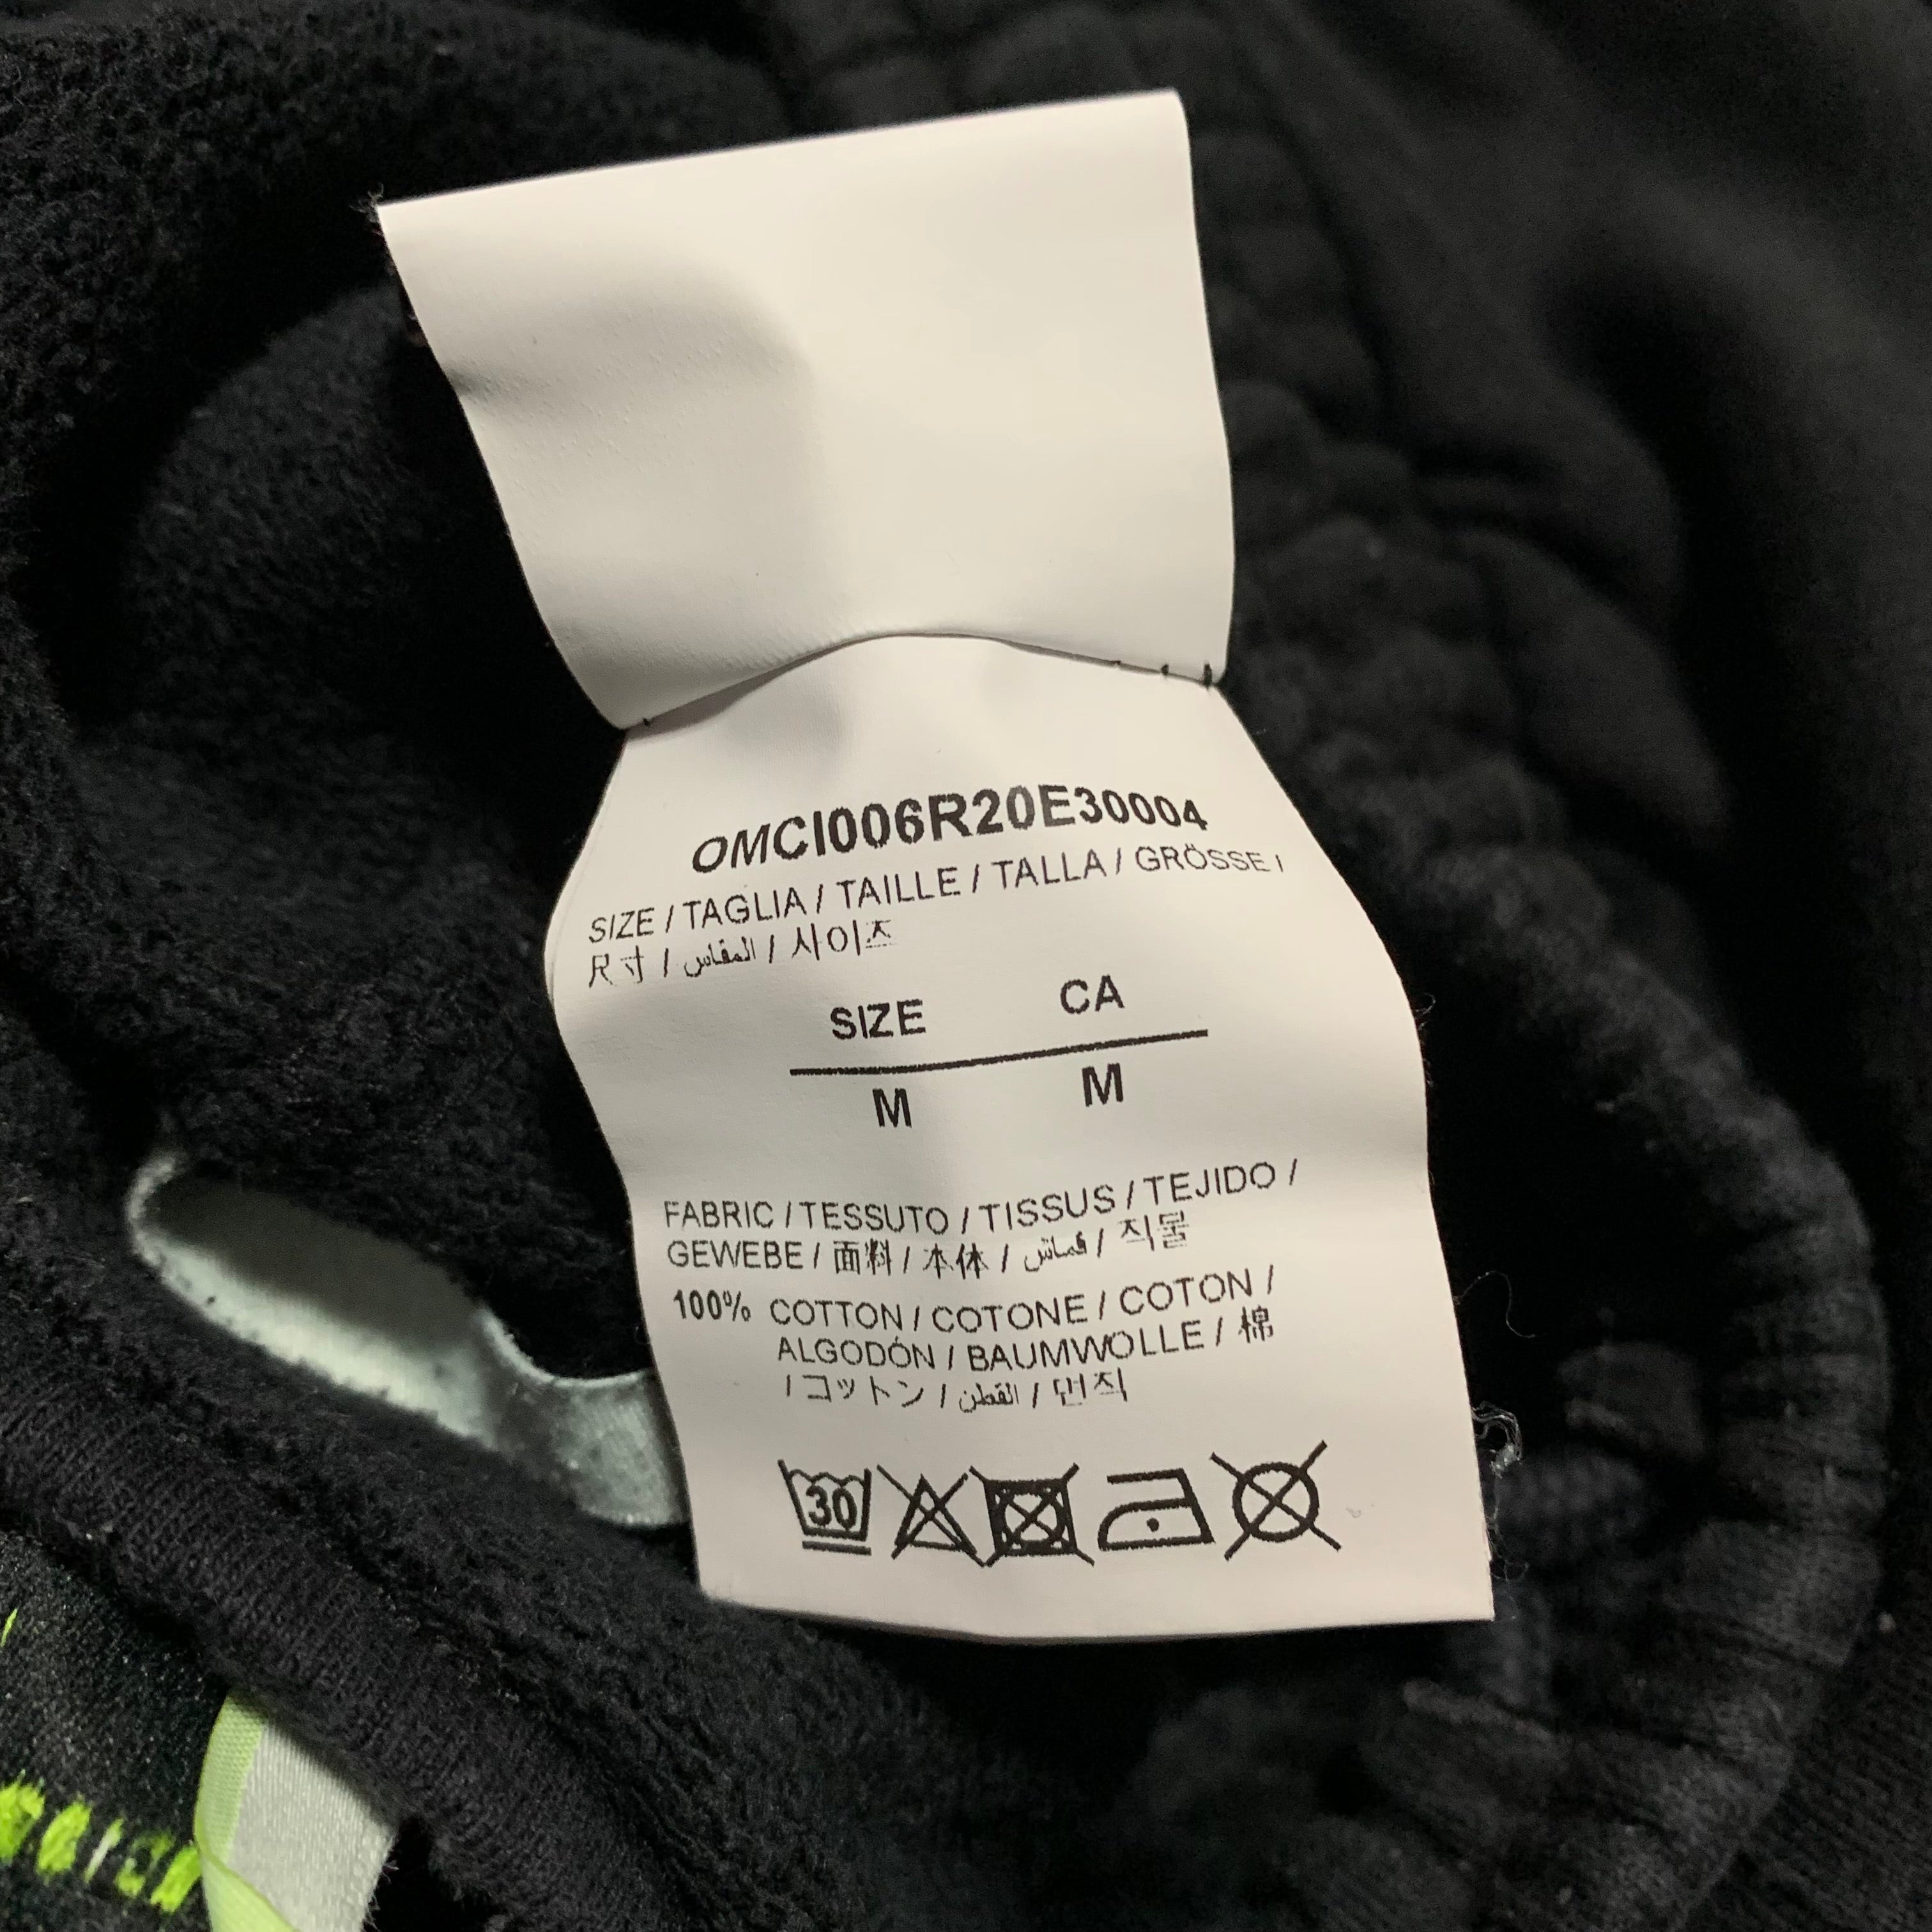 OMCI006R20E30004
SIZE / TAGLIA / TAILLE / TALLA / GRÖSSE /
尺寸 / المقاس / 사이즈
SIZE CA
M M
FABRIC / TESSUTO / TISSUS / TEJIDO /
GEWEBE / 面料 / 本体 / قماش / 직물
100% COTTON / COTONE / COTON /
ALGODÓN / BAUMWOLLE / 棉
/ コットン / القطن / 면직
30